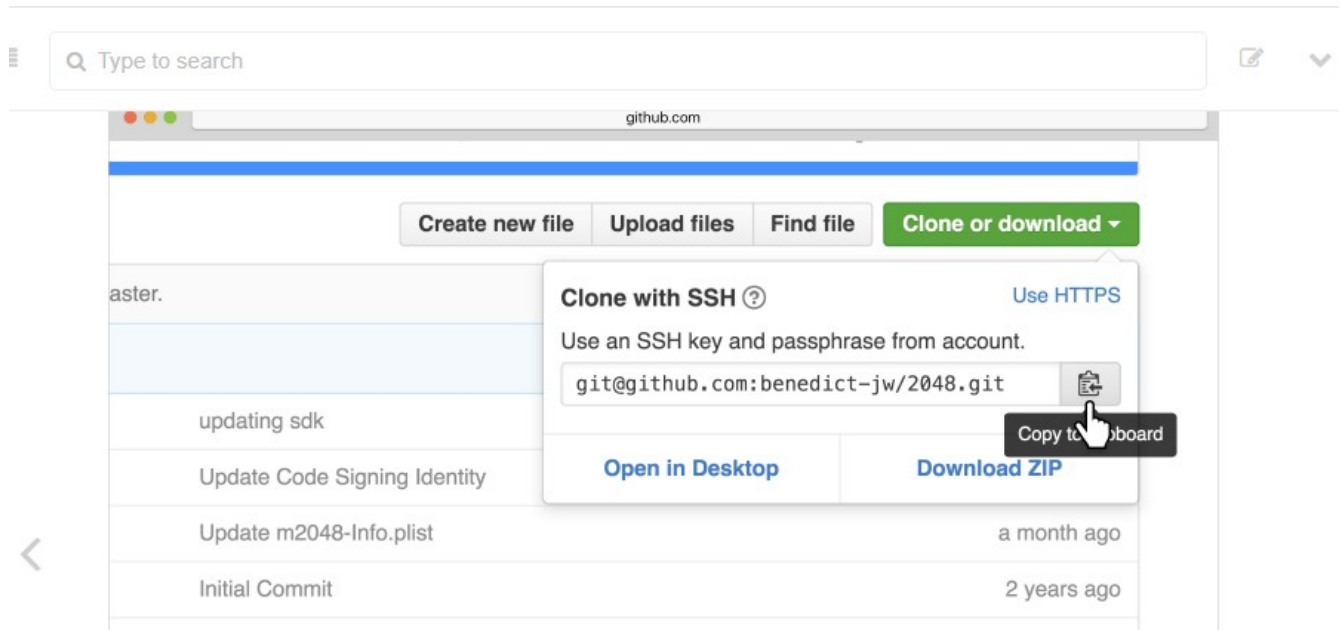 Type to search
github.com
Create new file Upload files Find file Clone or download
aster.
Clone with SSH ? Use HTTPS
Use an SSH key and passphrase from account.
git@github.com:benedict-jw/2048.git
updating sdk
Copy to board
Open in Desktop Download ZIP
Update Code Signing Identity
Update m2048-Info.plist a month ago
Initial Commit 2 years ago